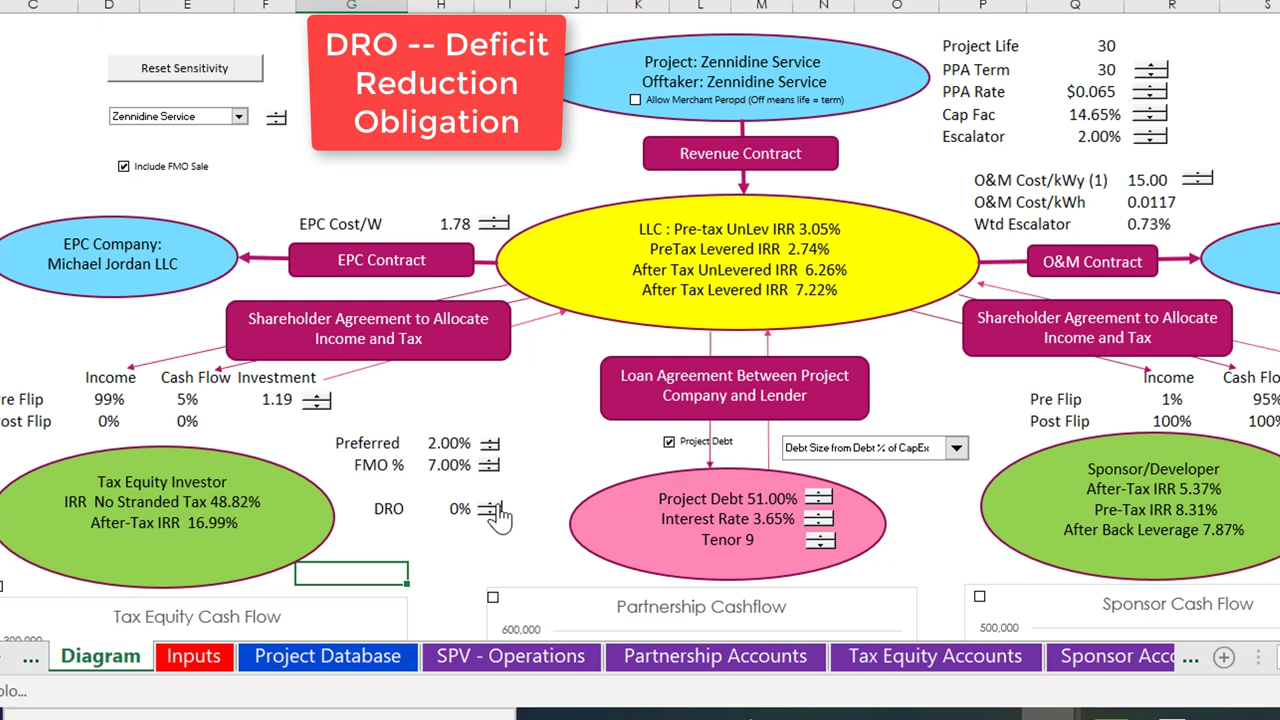 C D E F G H I J K L M N O P Q R S
DRO -- Deficit
Reduction
Obligation
Reset Sensitivity
Zennidine Service
Include FMO Sale
Project: Zennidine Service
Offtaker: Zennidine Service
Allow Merchant Peropd (Off means life = term)
Project Life 30
PPA Term 30
PPA Rate $0.065
Cap Fac 14.65%
Escalator 2.00%
Revenue Contract
O&M Cost/kWy (1) 15.00
O&M Cost/kWh 0.0117
Wtd Escalator 0.73%
EPC Company:
Michael Jordan LLC
EPC Cost/W 1.78
EPC Contract
LLC : Pre-tax UnLev IRR 3.05%
PreTax Levered IRR 2.74%
After Tax UnLevered IRR 6.26%
After Tax Levered IRR 7.22%
O&M Contract
Shareholder Agreement to Allocate
Income and Tax
Loan Agreement Between Project
Company and Lender
Shareholder Agreement to Allocate
Income and Tax
Income Cash Flow Investment
re Flip 99% 5% 1.19
ost Flip 0% 0%
Income Cash Flo
Pre Flip 1% 95%
Post Flip 100% 100%
Preferred 2.00%
FMO % 7.00%
DRO 0%
Project Debt
Debt Size from Debt % of CapEx
Tax Equity Investor
IRR No Stranded Tax 48.82%
After-Tax IRR 16.99%
Project Debt 51.00%
Interest Rate 3.65%
Tenor 9
Sponsor/Developer
After-Tax IRR 5.37%
Pre-Tax IRR 8.31%
After Back Leverage 7.87%
Tax Equity Cash Flow
Partnership Cashflow
600,000
Sponsor Cash Flow
500,000
... Diagram Inputs Project Database SPV - Operations Partnership Accounts Tax Equity Accounts Sponsor Acco ...
olo...